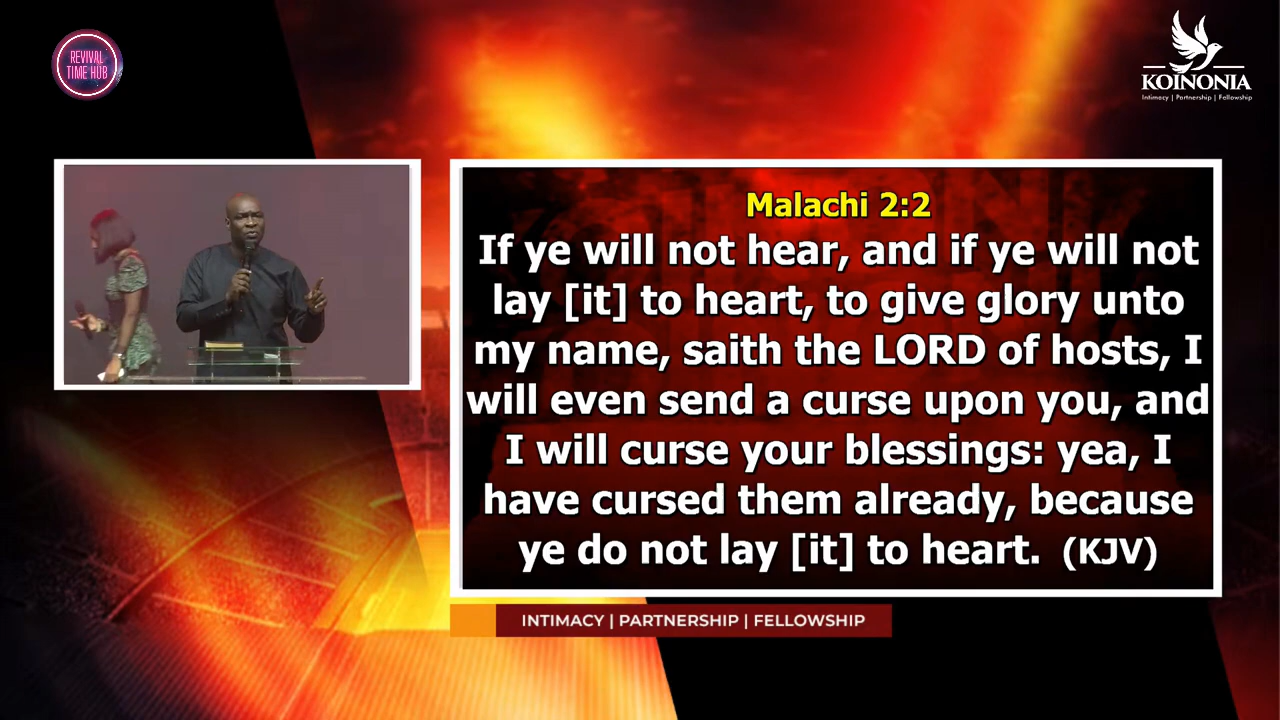 REVIVAL
TIME HUB
KOINONIA
Intimacy | Partnership | Fellowship
Malachi 2:2
If ye will not hear, and if ye will not
lay [it] to heart, to give glory unto
my name, saith the LORD of hosts, I
will even send a curse upon you, and
I will curse your blessings: yea, I
have cursed them already, because
ye do not lay [it] to heart. (KJV)
INTIMACY | PARTNERSHIP | FELLOWSHIP